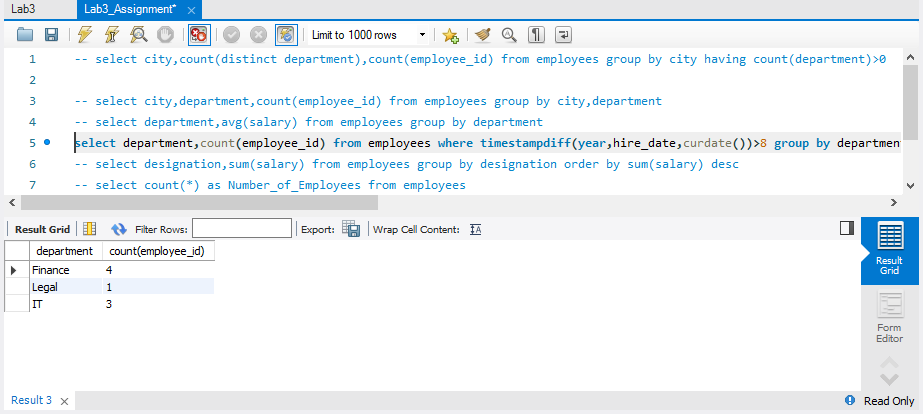 Lab3 Lab3_Assignment* ×
Limit to 1000 rows
1 -- select city,count(distinct department),count(employee_id) from employees group by city having count(department)>0
2
3 -- select city,department,count(employee_id) from employees group by city,department
4 -- select department,avg(salary) from employees group by department
5 select department,count(employee_id) from employees where timestampdiff(year,hire_date,curdate())>8 group by department
6 -- select designation,sum(salary) from employees group by designation order by sum(salary) desc
7 -- select count(*) as Number_of_Employees from employees
Result Grid Filter Rows: Export: Wrap Cell Content: IA
department count(employee_id)
Finance 4
Legal 1
IT 3
Result
Grid
Form
Editor
Result 3 × Read Only